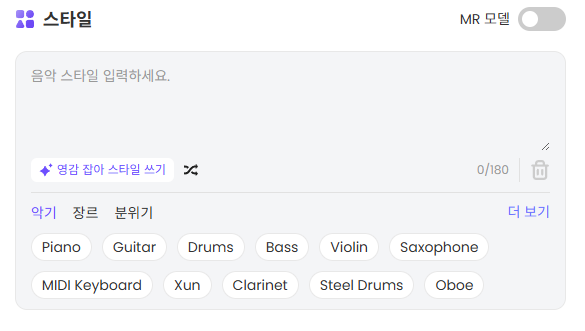 스타일 MR 모델
음악 스타일 입력하세요.
영감 잡아 스타일 쓰기 0/180
악기 장르 분위기 더 보기
Piano Guitar Drums Bass Violin Saxophone
MIDI Keyboard Xun Clarinet Steel Drums Oboe